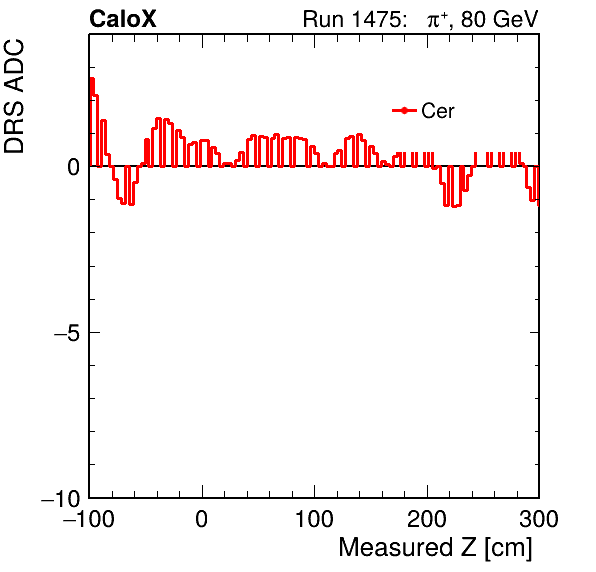 CaloX
Run 1475: π⁺, 80 GeV
DRS ADC
Cer
0
−5
−10
−100 0 100 200 300
Measured Z [cm]